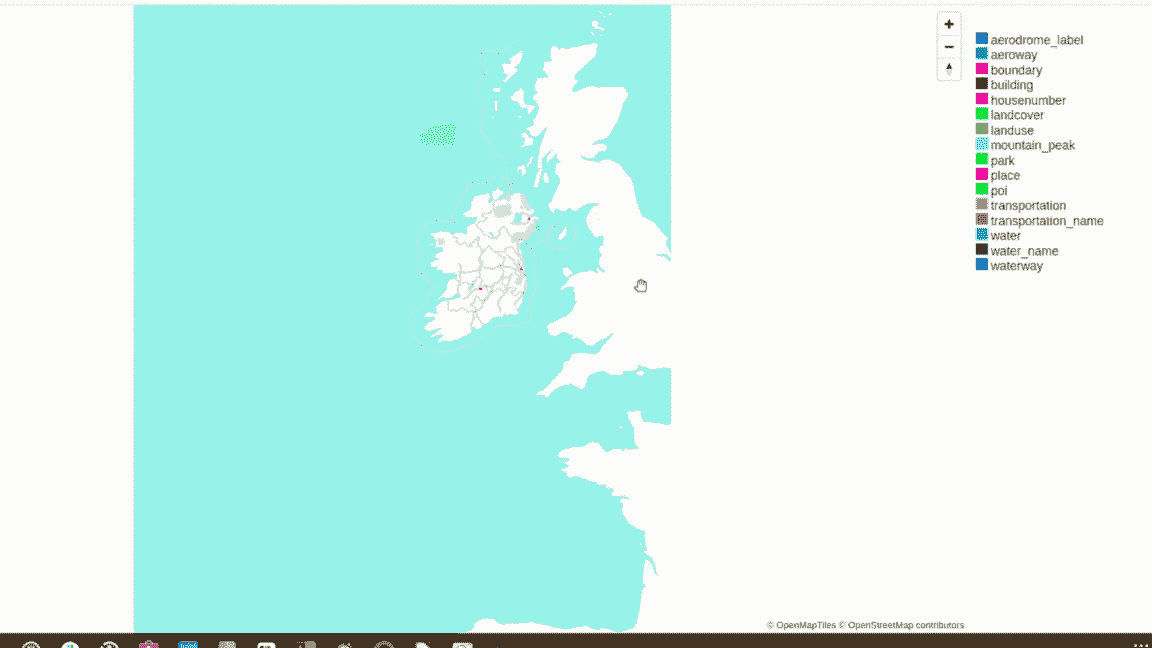 aerodrome_label
aeroway
boundary
building
housenumber
landcover
landuse
mountain_peak
park
place
poi
transportation
transportation_name
water
water_name
waterway
© OpenMapTiles © OpenStreetMap contributors